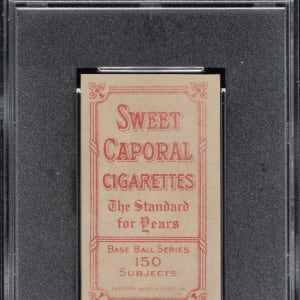 SWEET
CAPORAL
CIGARETTES
The Standard
for Years
BASE BALL SERIES
150
SUBJECTS